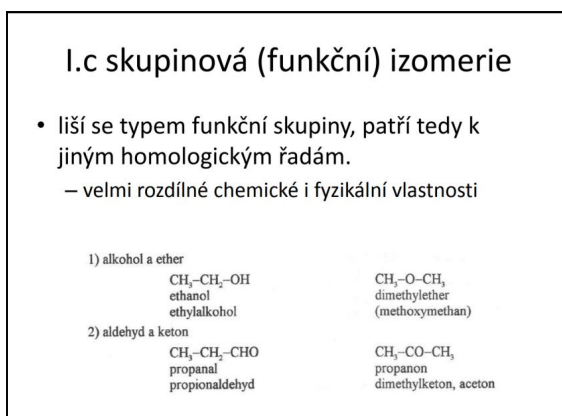 I.c skupinová (funkční) izomerie
• liší se typem funkční skupiny, patří tedy k
jiným homologickým řadám.
– velmi rozdílné chemické i fyzikální vlastnosti
1) alkohol a ether
CH₃–CH₂–OH CH₃–O–CH₃
ethanol dimethylether
ethylalkohol (methoxymethan)
2) aldehyd a keton
CH₃–CH₂–CHO CH₃–CO–CH₃
propanal propanon
propionaldehyd dimethylketon, aceton